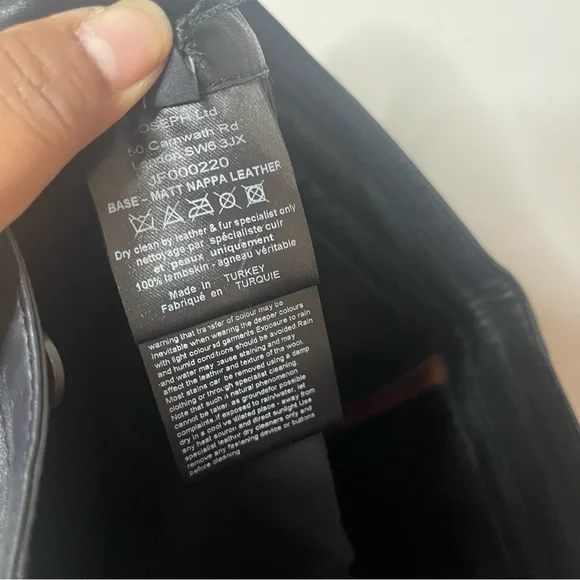 JOSEPH Ltd
50 Carnwath Rd
London SW6 3JX
JF000220
BASE - MATT NAPPA LEATHER
Dry clean by leather & fur specialist only
nettoyage par spécialiste cuir
et peaux uniquement
100% lambskin - agneau véritable
Made in TURKEY
Fabriqué en TURQUIE
warning that transfer of colour may be
inevitable when wearing the deeper colours
with light coloured garments.Exposure to rain
and humid conditions should be avoided.Rain
and water may cause staining and may
affect the leather and texture of the wool.
Most stains can be removed using a damp
clothing or through specialist cleaning
Note that such a natural phenomenon
cannot be taken as grounds for possible
complaints. if exposed to rain/water, let
dry in a cool ventilated place - away from
any heat source and direct sunlight Use
specialist leather dry cleaners only and
remove any fastening device or buttons
before cleaning